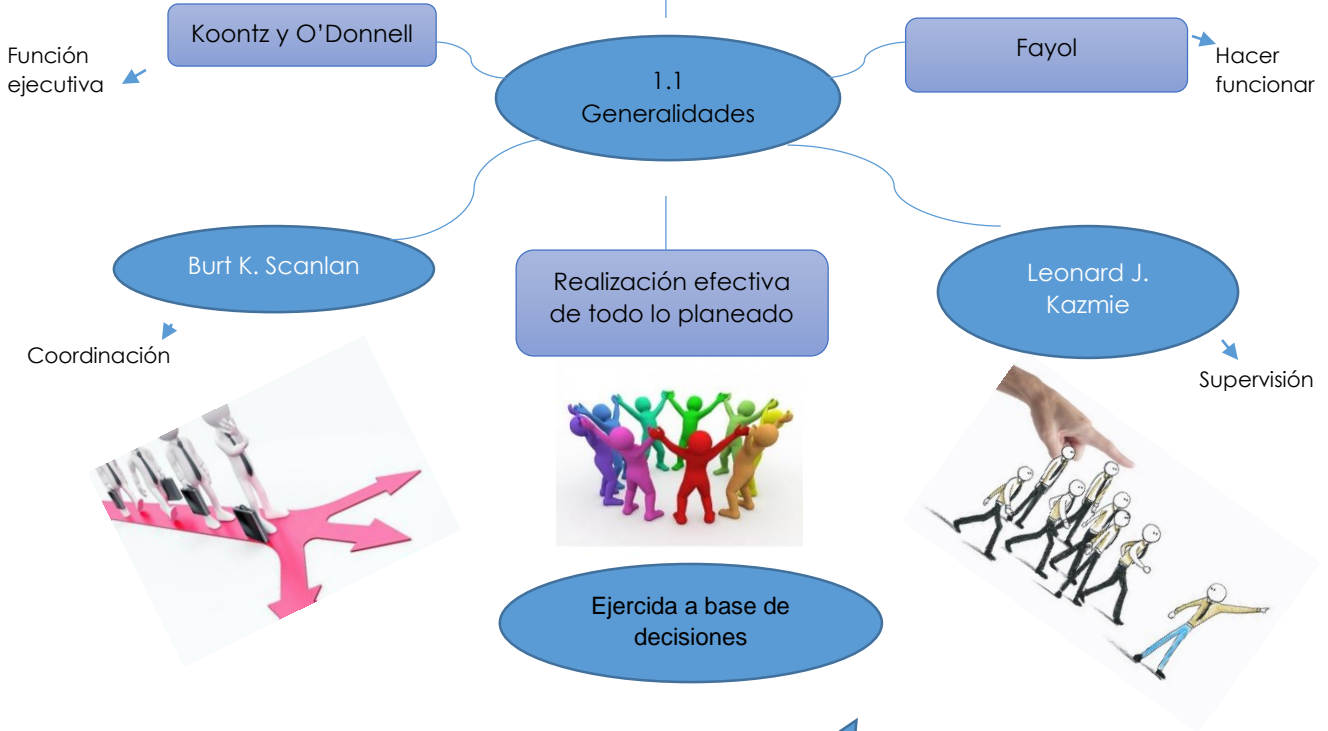 Koontz y O'Donnell
Función
ejecutiva
1.1
Generalidades
Fayol
Hacer
funcionar
Burt K. Scanlan
Coordinación
Realización efectiva
de todo lo planeado
Leonard J.
Kazmie
Supervisión
Ejercida a base de
decisiones